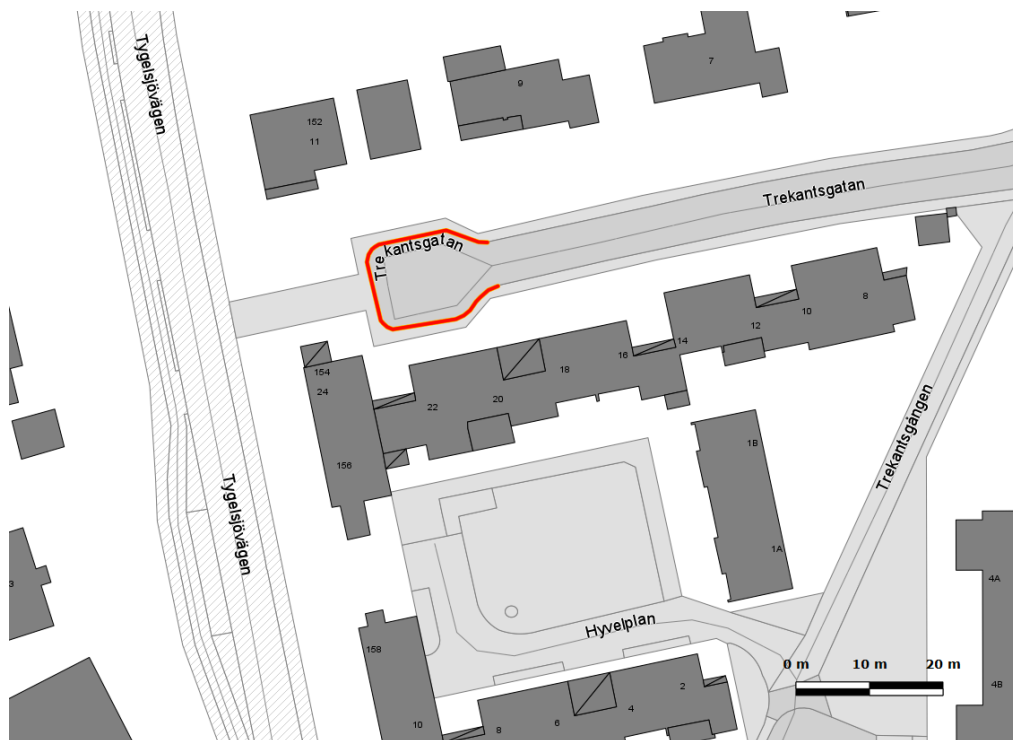 Tygelsjövägen
7
9
152
11
Trekantsgatan
Trekantsgatan
8
10
12
14
16
18
154
24
20
22
1B
Trekantsgången
156
Tygelsjövägen
1A
3
4A
Hyvelplan
158
0 m 10 m 20 m
2
4B
4
6
10
8